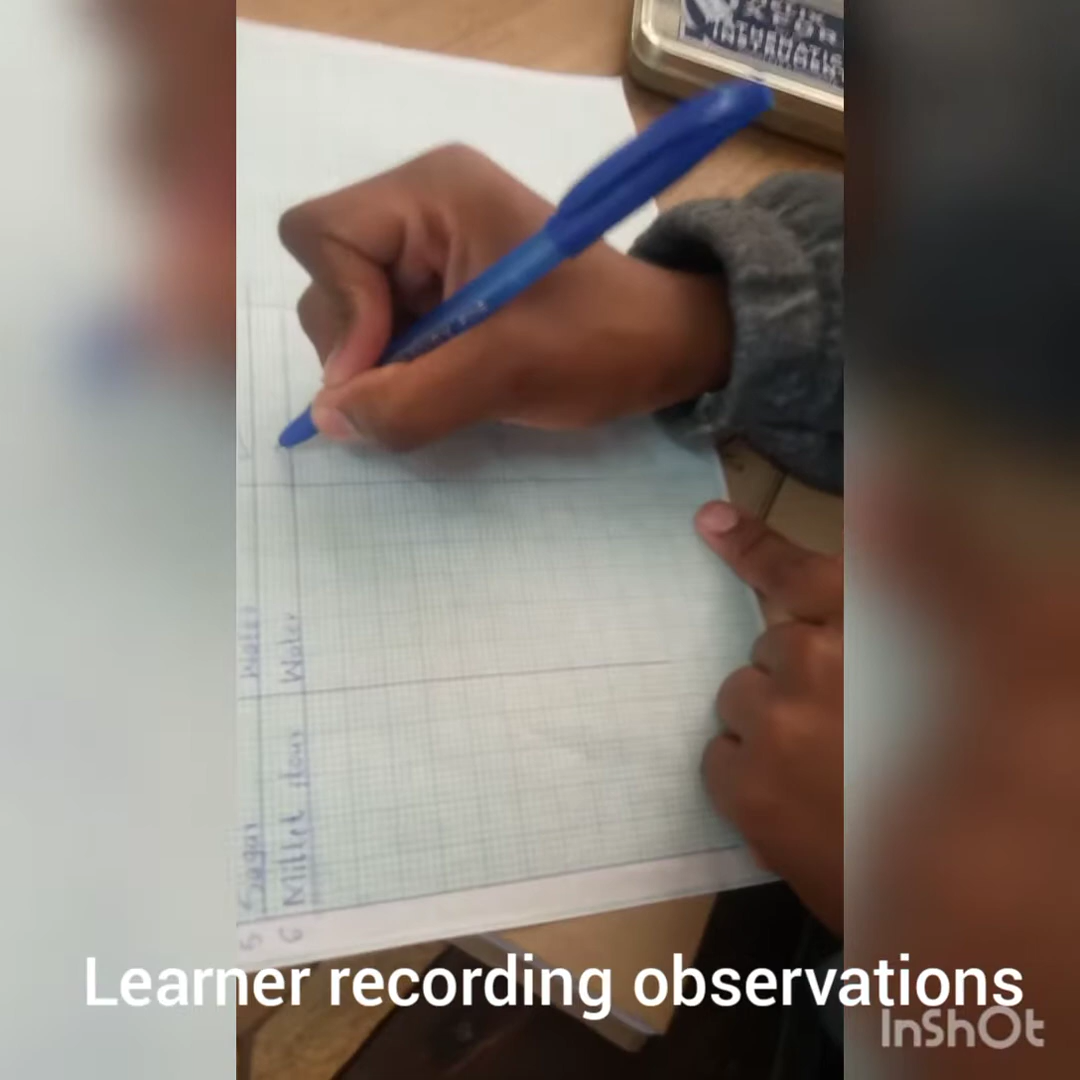 5 Sugar Water
6 Millet flour Water
Learner recording observations
InShOt